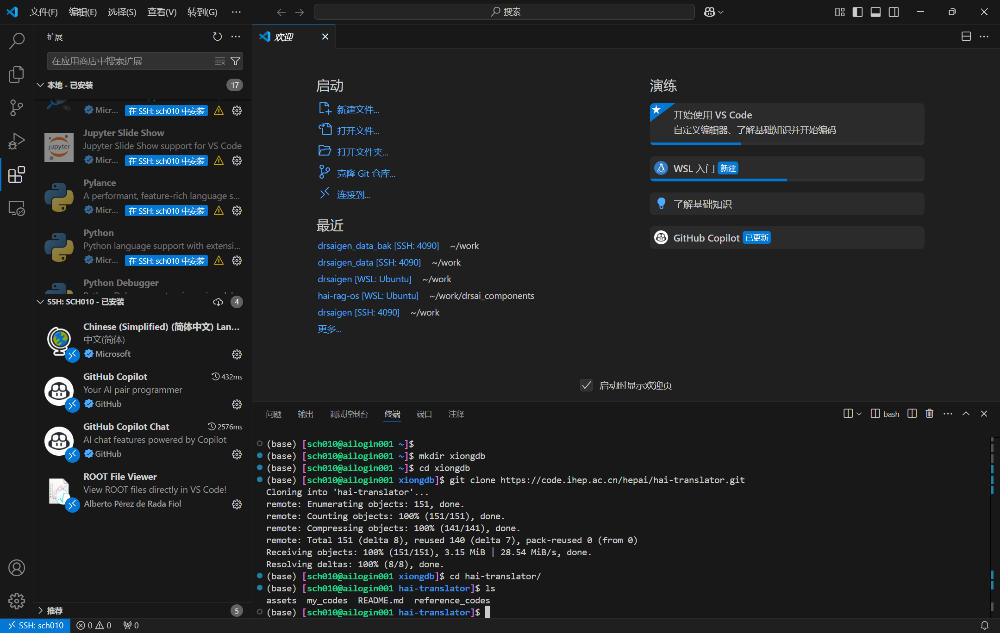 文件(F) 编辑(E) 选择(S) 查看(V) 转到(G) ···
搜索
扩展
在应用商店中搜索扩展
本地 - 已安装 17
Micr... 在 SSH: sch010 中安装
Jupyter Slide Show
Jupyter Slide Show support for VS Code
jupyter
Micr... 在 SSH: sch010 中安装
Pylance
A performant, feature-rich language s...
Micr... 在 SSH: sch010 中安装
Python
Python language support with extensi...
Micr... 在 SSH: sch010 中安装
Python Debugger
SSH: SCH010 - 已安装 4
Chinese (Simplified) (简体中文) Lan...
中文(简体)
Microsoft
GitHub Copilot 432ms
Your AI pair programmer
GitHub
GitHub Copilot Chat 2576ms
AI chat features powered by Copilot
GitHub
ROOT File Viewer
View ROOT files directly in VS Code!
Alberto Pérez de Rada Fiol
推荐 5
欢迎
启动
新建文件...
打开文件...
打开文件夹...
克隆 Git 仓库...
连接到...
最近
drsaigen_data_bak [SSH: 4090] ~/work
drsaigen_data [SSH: 4090] ~/work
drsaigen [WSL: Ubuntu] ~/work
hai-rag-os [WSL: Ubuntu] ~/work/drsai_components
drsaigen [SSH: 4090] ~/work
更多...
演练
开始使用 VS Code
自定义编辑器、了解基础知识并开始编码
WSL 入门 新建
了解基础知识
GitHub Copilot 已更新
启动时显示欢迎页
问题 输出 调试控制台 终端 端口 注释
bash
(base) [sch010@ailogin001 ~]$
(base) [sch010@ailogin001 ~]$ mkdir xiongdb
(base) [sch010@ailogin001 ~]$ cd xiongdb
(base) [sch010@ailogin001 xiongdb]$ git clone https://code.ihep.ac.cn/hepai/hai-translator.git
Cloning into 'hai-translator'...
remote: Enumerating objects: 151, done.
remote: Counting objects: 100% (151/151), done.
remote: Compressing objects: 100% (141/141), done.
remote: Total 151 (delta 8), reused 140 (delta 7), pack-reused 0 (from 0)
Receiving objects: 100% (151/151), 3.15 MiB | 28.54 MiB/s, done.
Resolving deltas: 100% (8/8), done.
(base) [sch010@ailogin001 xiongdb]$ cd hai-translator/
(base) [sch010@ailogin001 hai-translator]$ ls
assets my_codes README.md reference_codes
(base) [sch010@ailogin001 hai-translator]$
SSH: sch010 0 0 0